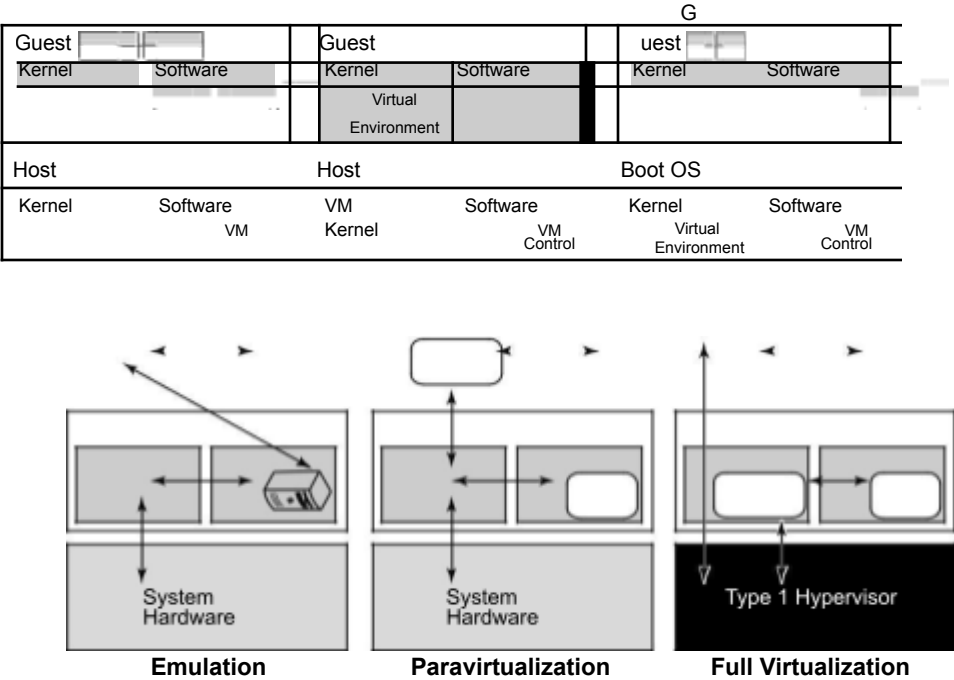 G
Guest Guest uest
Kernel Software Kernel Software Kernel Software
Virtual
Environment
Host Host Boot OS
Kernel Software VM Software Kernel Software
VM Kernel VM Virtual VM
Control Environment Control
System System Type 1 Hypervisor
Hardware Hardware
Emulation Paravirtualization Full Virtualization